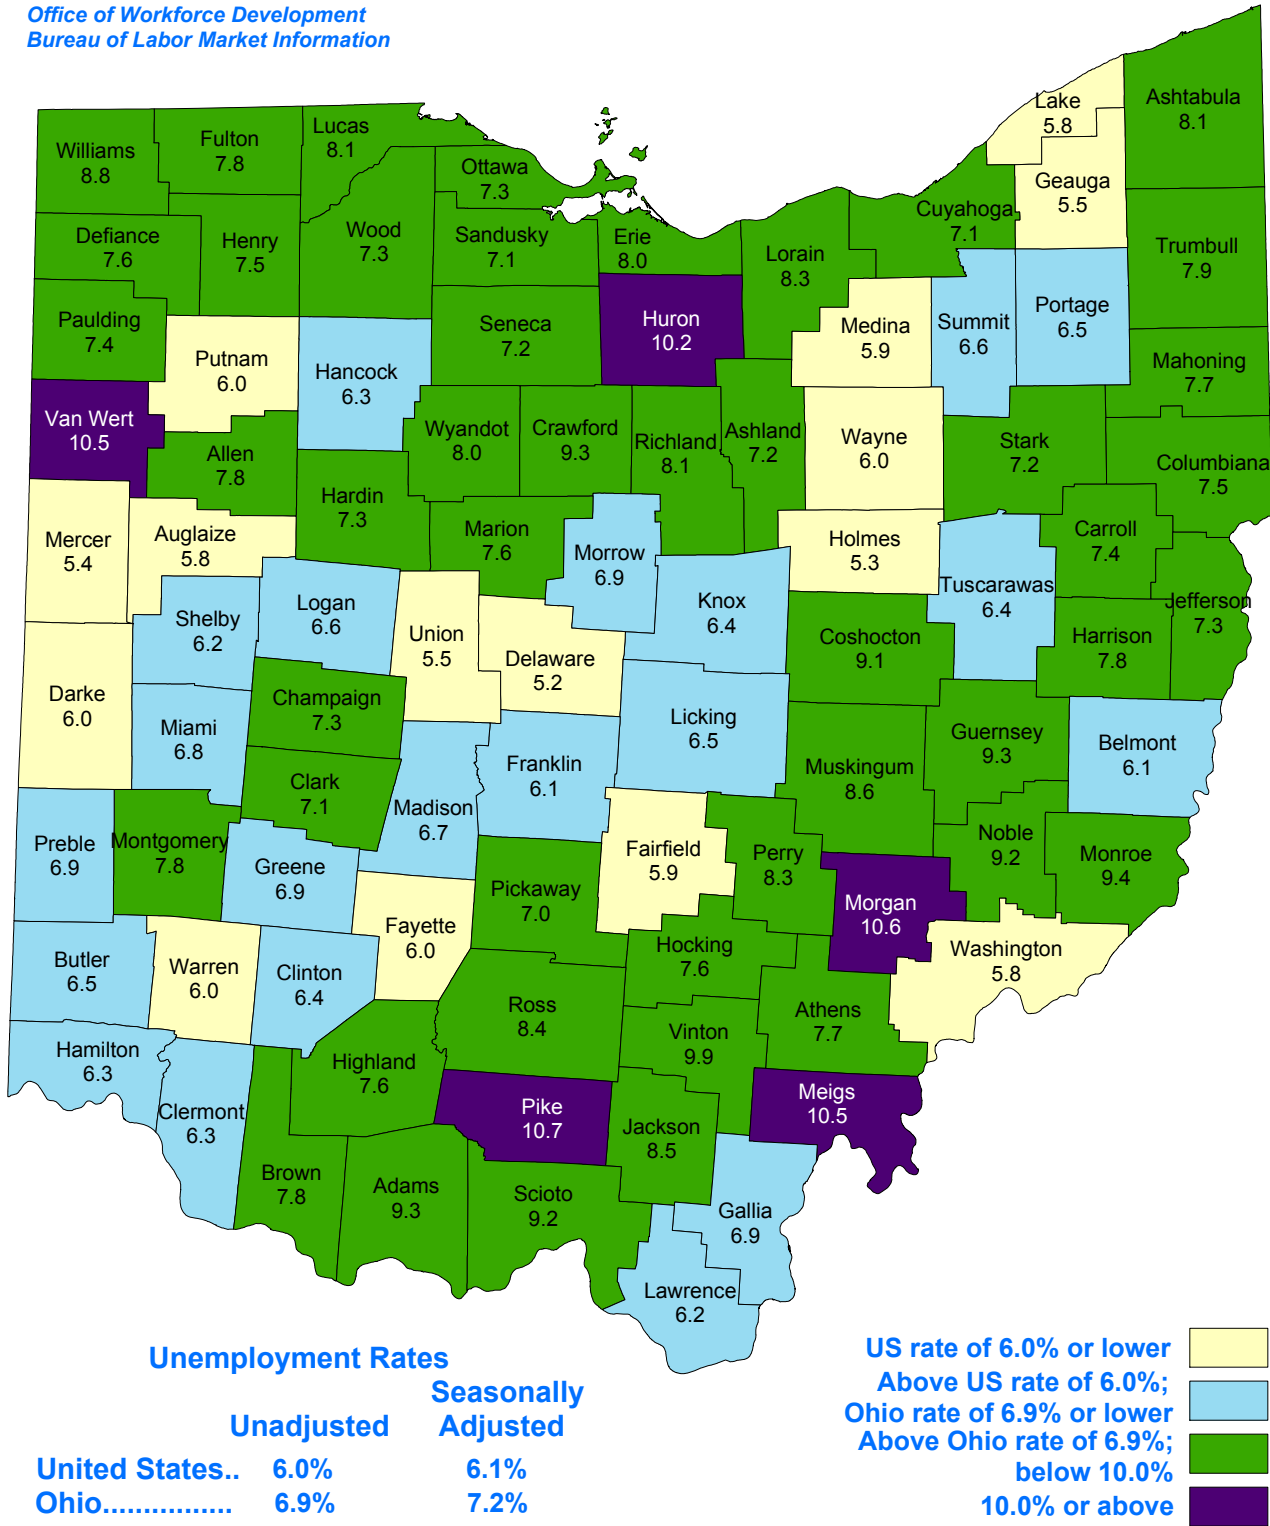 Office of Workforce Development
Bureau of Labor Market Information
Lake
5.8
Ashtabula
8.1
Williams
8.8
Fulton
7.8
Lucas
8.1
Ottawa
7.3
Geauga
5.5
Cuyahoga
7.1
Defiance
7.6
Henry
7.5
Wood
7.3
Sandusky
7.1
Erie
8.0
Lorain
8.3
Trumbull
7.9
Paulding
7.4
Putnam
6.0
Hancock
6.3
Seneca
7.2
Huron
10.2
Medina
5.9
Summit
6.6
Portage
6.5
Mahoning
7.7
Van Wert
10.5
Allen
7.8
Wyandot
8.0
Crawford
9.3
Richland
8.1
Ashland
7.2
Wayne
6.0
Stark
7.2
Columbiana
7.5
Hardin
7.3
Mercer
5.4
Auglaize
5.8
Marion
7.6
Morrow
6.9
Holmes
5.3
Carroll
7.4
Tuscarawas
6.4
Jefferson
7.3
Shelby
6.2
Logan
6.6
Union
5.5
Knox
6.4
Coshocton
9.1
Harrison
7.8
Delaware
5.2
Darke
6.0
Miami
6.8
Champaign
7.3
Licking
6.5
Guernsey
9.3
Belmont
6.1
Clark
7.1
Franklin
6.1
Muskingum
8.6
Madison
6.7
Preble
6.9
Montgomery
7.8
Greene
6.9
Fairfield
5.9
Perry
8.3
Noble
9.2
Monroe
9.4
Pickaway
7.0
Morgan
10.6
Fayette
6.0
Hocking
7.6
Washington
5.8
Butler
6.5
Warren
6.0
Clinton
6.4
Ross
8.4
Athens
7.7
Vinton
9.9
Hamilton
6.3
Highland
7.6
Clermont
6.3
Pike
10.7
Meigs
10.5
Jackson
8.5
Brown
7.8
Adams
9.3
Scioto
9.2
Gallia
6.9
Lawrence
6.2
Unemployment Rates
Seasonally
Unadjusted Adjusted
United States.. 6.0% 6.1%
Ohio................ 6.9% 7.2%
US rate of 6.0% or lower
Above US rate of 6.0%;
Ohio rate of 6.9% or lower
Above Ohio rate of 6.9%;
below 10.0%
10.0% or above